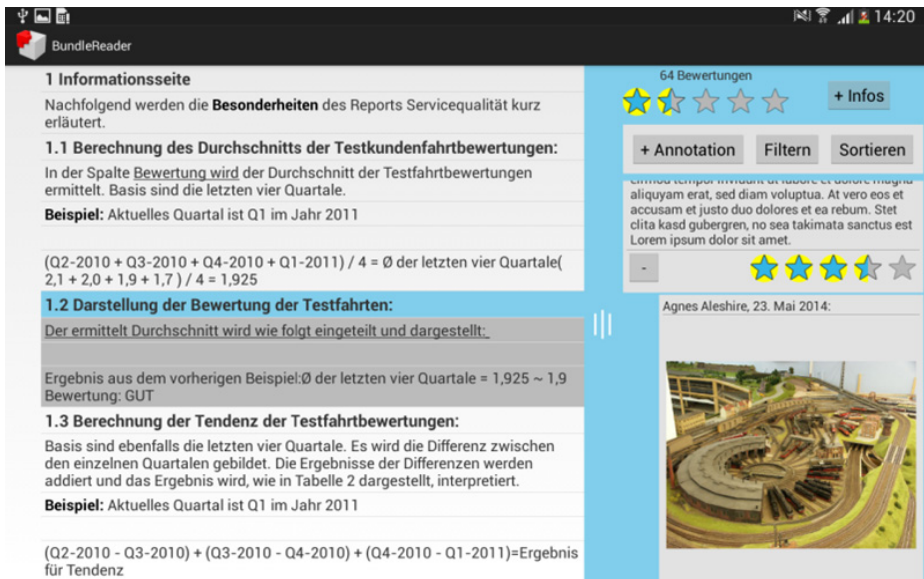 14:20
BundleReader
1 Informationsseite
Nachfolgend werden die Besonderheiten des Reports Servicequalität kurz
erläutert.
1.1 Berechnung des Durchschnitts der Testkundenfahrtbewertungen:
In der Spalte Bewertung wird der Durchschnitt der Testfahrtbewertungen
ermittelt. Basis sind die letzten vier Quartale.
Beispiel: Aktuelles Quartal ist Q1 im Jahr 2011
(Q2-2010 + Q3-2010 + Q4-2010 + Q1-2011) / 4 = Ø der letzten vier Quartale(
2,1 + 2,0 + 1,9 + 1,7 ) / 4 = 1,925
1.2 Darstellung der Bewertung der Testfahrten:
Der ermittelt Durchschnitt wird wie folgt eingeteilt und dargestellt:
Ergebnis aus dem vorherigen Beispiel:Ø der letzten vier Quartale = 1,925 ~ 1,9
Bewertung: GUT
1.3 Berechnung der Tendenz der Testfahrtbewertungen:
Basis sind ebenfalls die letzten vier Quartale. Es wird die Differenz zwischen
den einzelnen Quartalen gebildet. Die Ergebnisse der Differenzen werden
addiert und das Ergebnis wird, wie in Tabelle 2 dargestellt, interpretiert.
Beispiel: Aktuelles Quartal ist Q1 im Jahr 2011
(Q2-2010 - Q3-2010) + (Q3-2010 - Q4-2010) + (Q4-2010 - Q1-2011)=Ergebnis
für Tendenz
64 Bewertungen
+ Infos
+ Annotation Filtern Sortieren
eirmod tempor invidunt ut labore et dolore magna
aliquyam erat, sed diam voluptua. At vero eos et
accusam et justo duo dolores et ea rebum. Stet
clita kasd gubergren, no sea takimata sanctus est
Lorem ipsum dolor sit amet.
-
Agnes Aleshire, 23. Mai 2014: